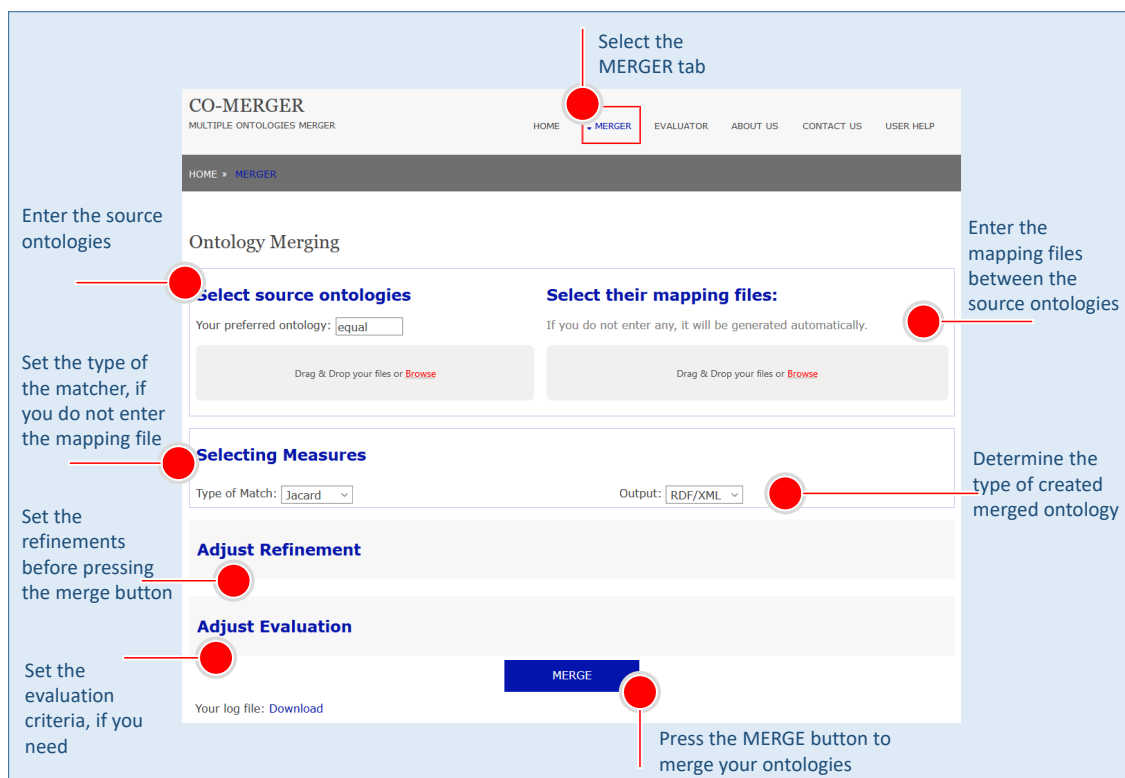 Select the
MERGER tab
CO-MERGER
MULTIPLE ONTOLOGIES MERGER
HOME MERGER EVALUATOR ABOUT US CONTACT US USER HELP
HOME » MERGER
Enter the source
ontologies
Ontology Merging
Enter the
mapping files
between the
source ontologies
Select source ontologies
Select their mapping files:
Your preferred ontology: equal
If you do not enter any, it will be generated automatically.
Drag & Drop your files or Browse
Drag & Drop your files or Browse
Set the type of
the matcher, if
you do not enter
the mapping file
Selecting Measures
Type of Match: Jacard
Output: RDF/XML
Determine the
type of created
merged ontology
Set the
refinements
before pressing
the merge button
Adjust Refinement
Adjust Evaluation
Set the
evaluation
criteria, if you
need
MERGE
Your log file: Download
Press the MERGE button to
merge your ontologies